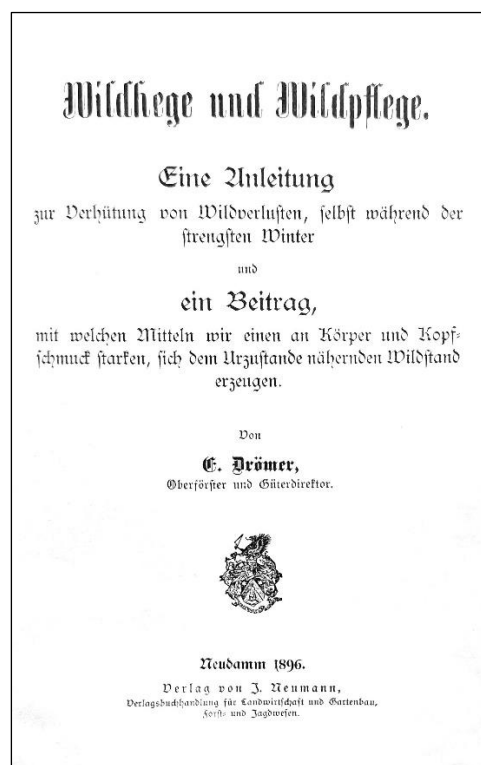 Wildhege und Wildpflege.
Eine Anleitung
zur Verhütung von Wildverlusten, selbst während der
strengsten Winter
und
ein Beitrag,
mit welchen Mitteln wir einen an Körper und Kopf-
schmuck starken, sich dem Urzustande nähernden Wildstand
erzeugen.
Von
E. Drömer,
Oberförster und Güterdirektor.
Neudamm 1896.
Verlag von J. Neumann,
Verlagsbuchhandlung für Landwirtschaft und Gartenbau,
Forst- und Jagdwesen.